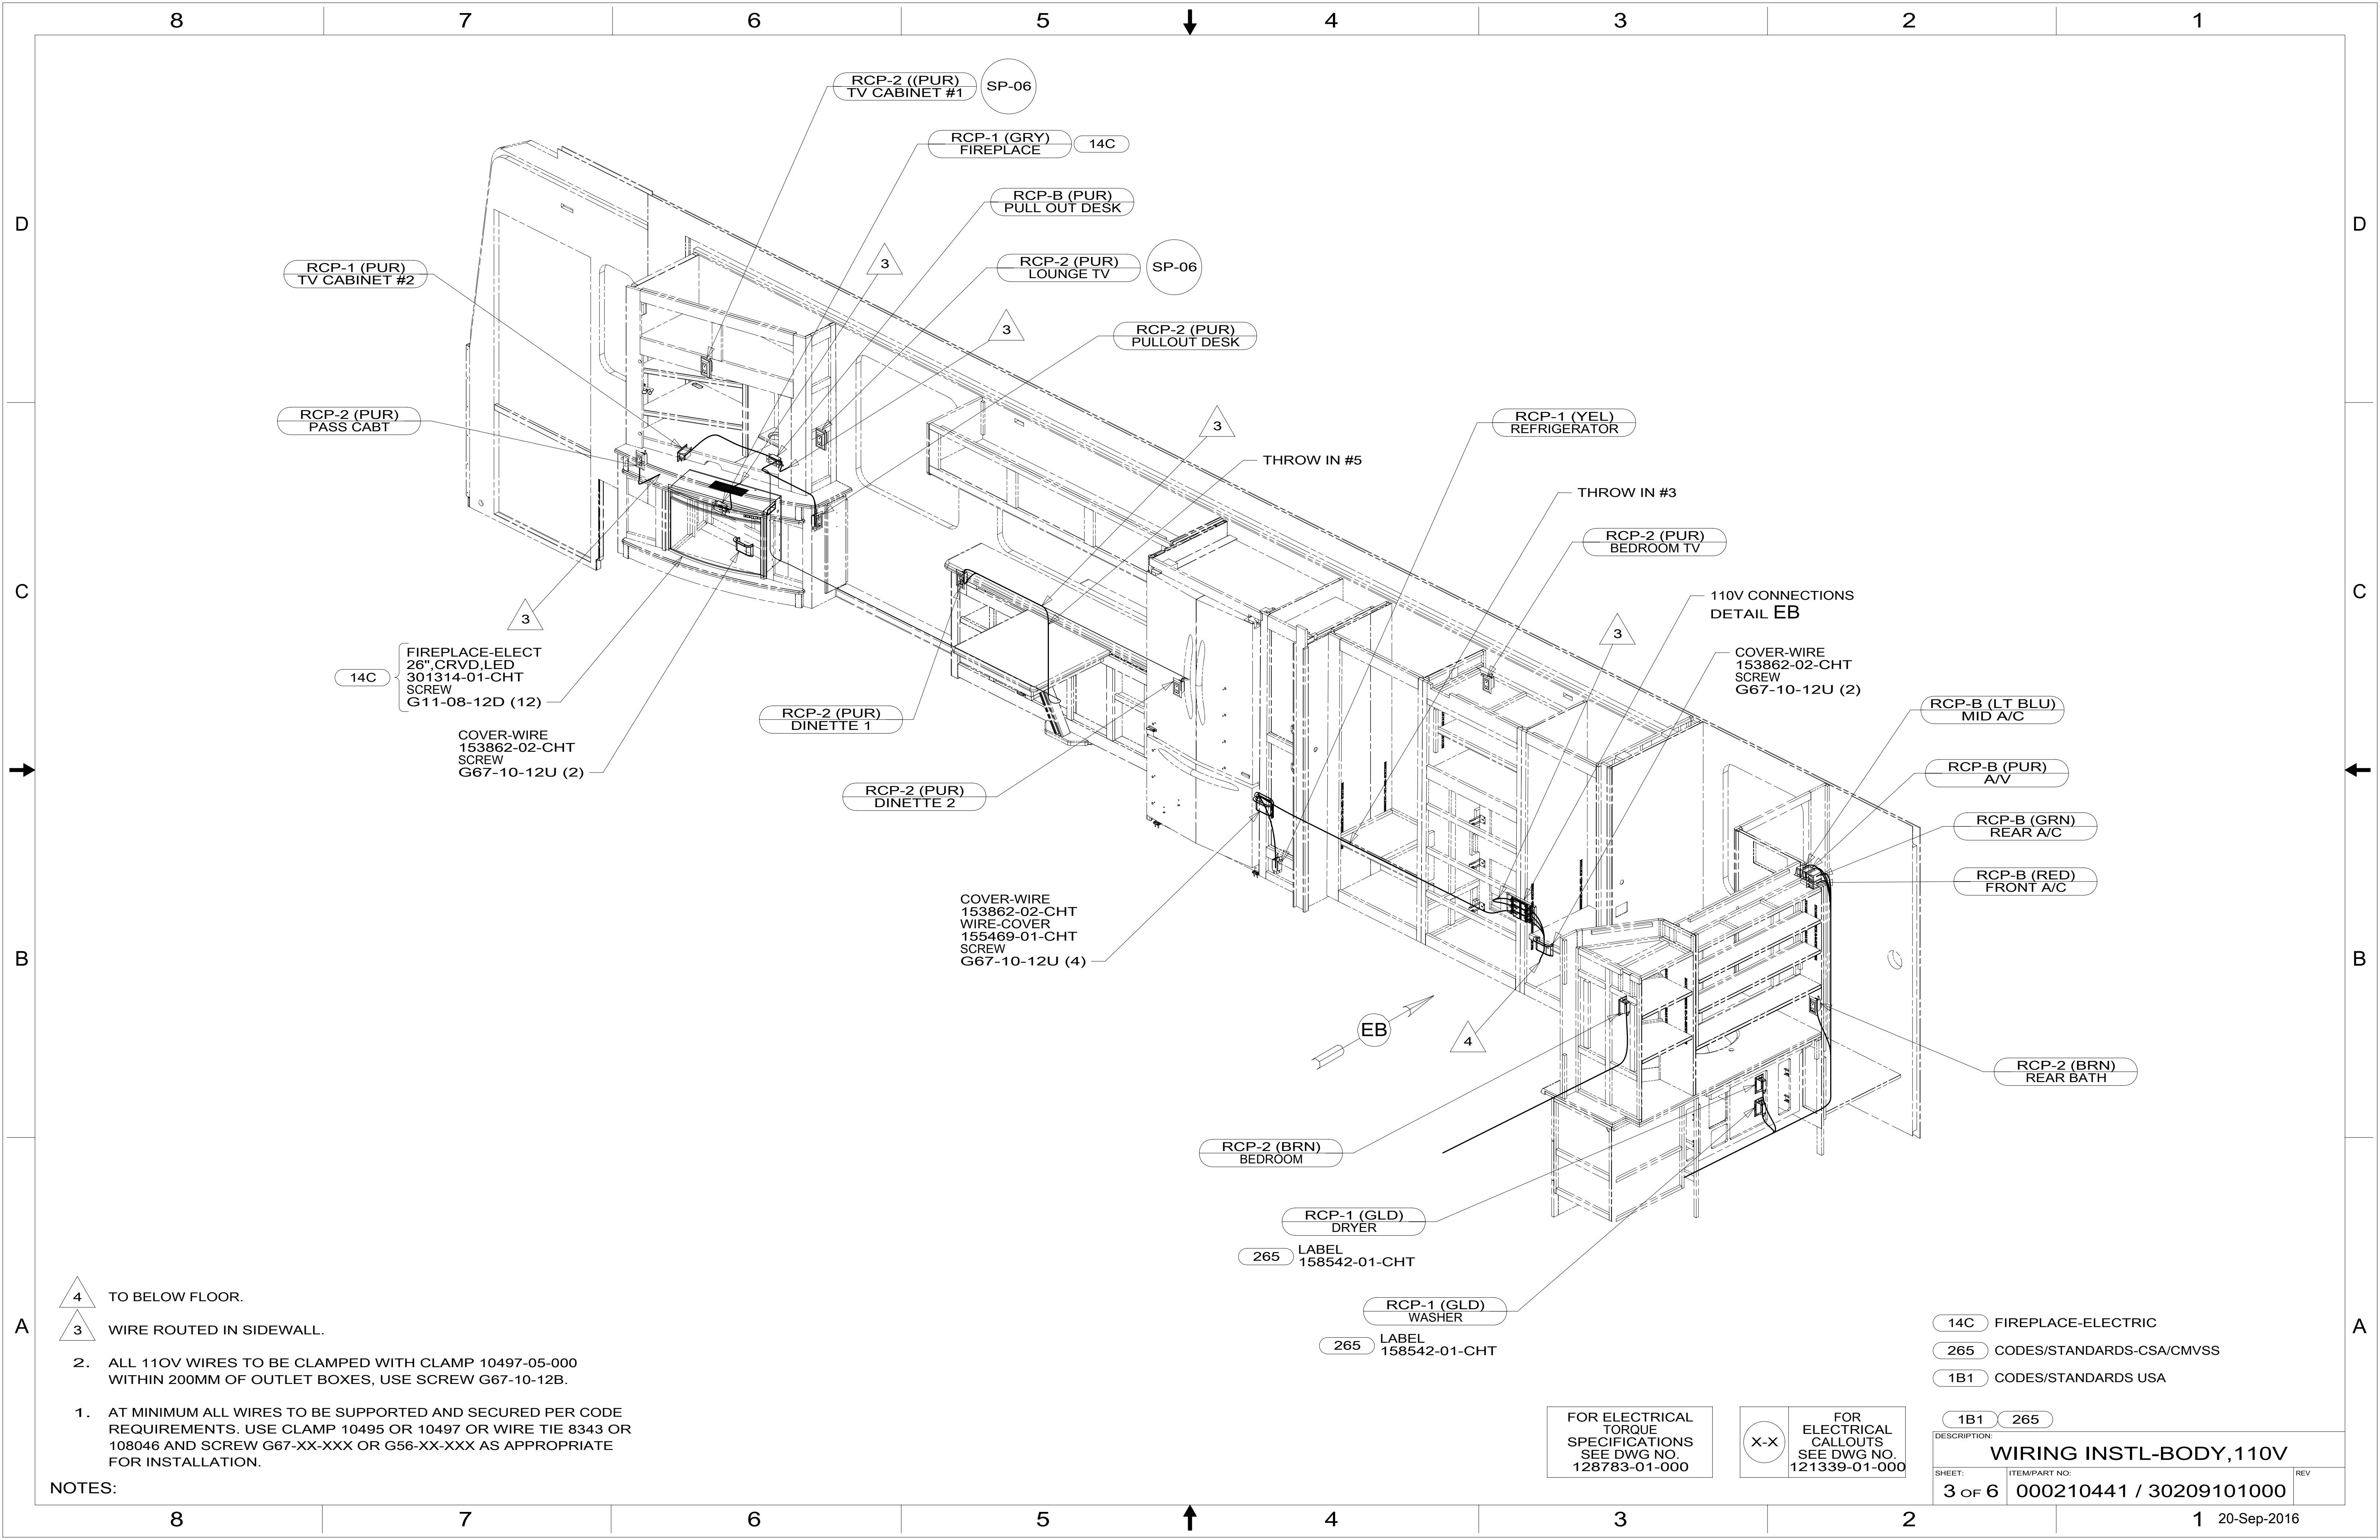 8 7 6 5 4 3 2 1
RCP-2 ((PUR)
TV CABINET #1
SP-06
RCP-1 (GRY)
FIREPLACE
14C
RCP-B (PUR)
PULL OUT DESK
D
D
3
RCP-2 (PUR)
LOUNGE TV
SP-06
RCP-1 (PUR)
TV CABINET #2
3
RCP-2 (PUR)
PULLOUT DESK
RCP-2 (PUR)
PASS CABT
RCP-1 (YEL)
REFRIGERATOR
3
THROW IN #5
THROW IN #3
RCP-2 (PUR)
BEDROOM TV
C
C
110V CONNECTIONS
DETAIL EB
3
3
14C
FIREPLACE-ELECT
26",CRVD,LED
301314-01-CHT
SCREW
G11-08-12D (12)
COVER-WIRE
153862-02-CHT
SCREW
G67-10-12U (2)
RCP-2 (PUR)
DINETTE 1
RCP-B (LT BLU)
MID A/C
COVER-WIRE
153862-02-CHT
SCREW
G67-10-12U (2)
RCP-B (PUR)
A/V
RCP-2 (PUR)
DINETTE 2
RCP-B (GRN)
REAR A/C
RCP-B (RED)
FRONT A/C
COVER-WIRE
153862-02-CHT
WIRE-COVER
155469-01-CHT
SCREW
G67-10-12U (4)
B
B
EB
4
RCP-2 (BRN)
REAR BATH
RCP-2 (BRN)
BEDROOM
RCP-1 (GLD)
DRYER
265
LABEL
158542-01-CHT
RCP-1 (GLD)
WASHER
265
LABEL
158542-01-CHT
A
A
4 TO BELOW FLOOR.
3 WIRE ROUTED IN SIDEWALL.
2. ALL 11OV WIRES TO BE CLAMPED WITH CLAMP 10497-05-000
WITHIN 200MM OF OUTLET BOXES, USE SCREW G67-10-12B.
1. AT MINIMUM ALL WIRES TO BE SUPPORTED AND SECURED PER CODE
REQUIREMENTS. USE CLAMP 10495 OR 10497 OR WIRE TIE 8343 OR
108046 AND SCREW G67-XX-XXX OR G56-XX-XXX AS APPROPRIATE
FOR INSTALLATION.
NOTES:
14C FIREPLACE-ELECTRIC
265 CODES/STANDARDS-CSA/CMVSS
1B1 CODES/STANDARDS USA
FOR ELECTRICAL
TORQUE
SPECIFICATIONS
SEE DWG NO.
128783-01-000
X-X
FOR
ELECTRICAL
CALLOUTS
SEE DWG NO.
121339-01-000
1B1 265
DESCRIPTION:
WIRING INSTL-BODY,110V
SHEET: ITEM/PART NO: REV
3 OF 6 000210441 / 30209101000
8 7 6 5 4 3 2 1
20-Sep-2016